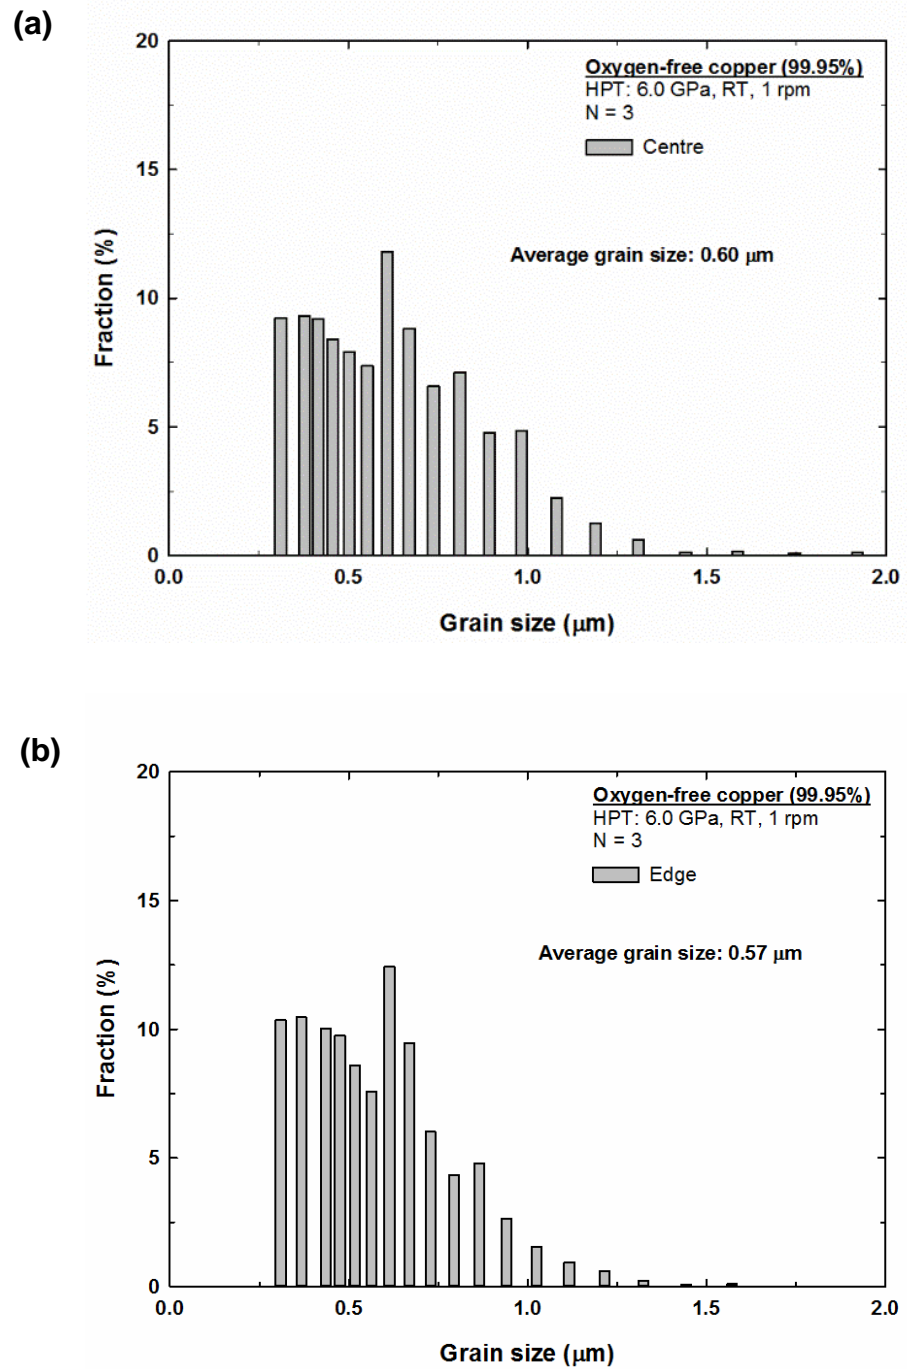 (a)
20
15
10
5
0
Fraction (%)
Oxygen-free copper (99.95%)
HPT: 6.0 GPa, RT, 1 rpm
N = 3
Centre
Average grain size: 0.60 μm
0.0 0.5 1.0 1.5 2.0
Grain size (μm)
(b)
20
15
10
5
0
Fraction (%)
Oxygen-free copper (99.95%)
HPT: 6.0 GPa, RT, 1 rpm
N = 3
Edge
Average grain size: 0.57 μm
0.0 0.5 1.0 1.5 2.0
Grain size (μm)